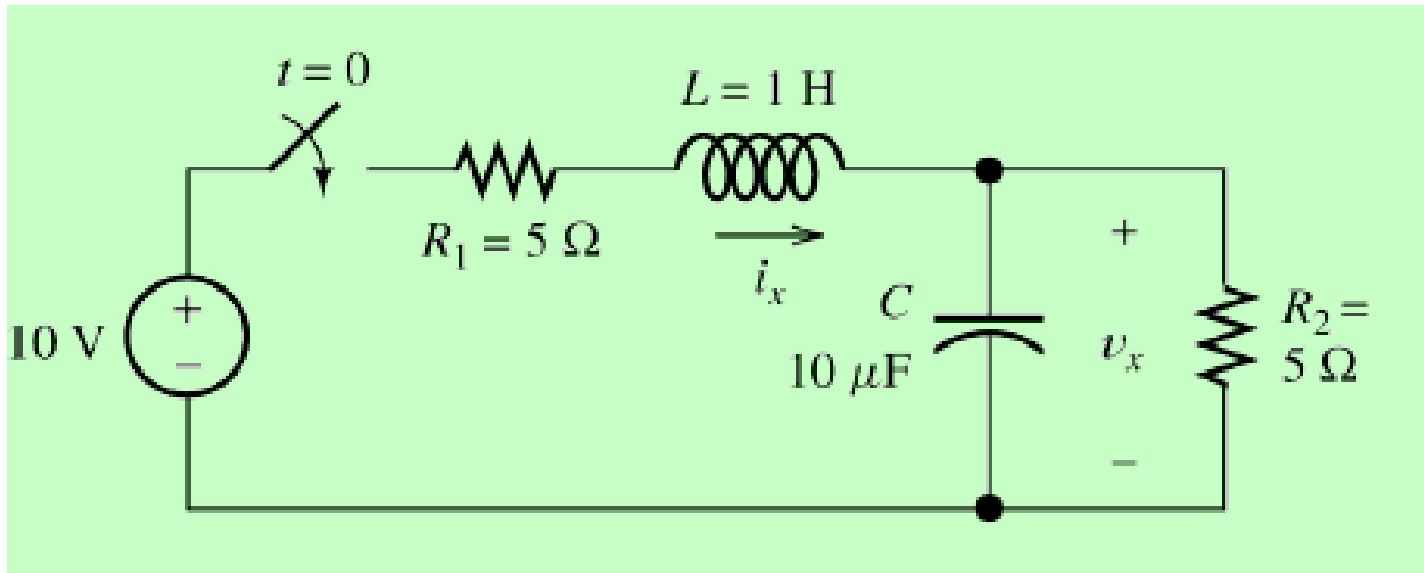 t = 0
L = 1 H
R1 = 5 Ω
ix
+
10 V
+
−
C
10 μF
vx
−
R2 =
5 Ω